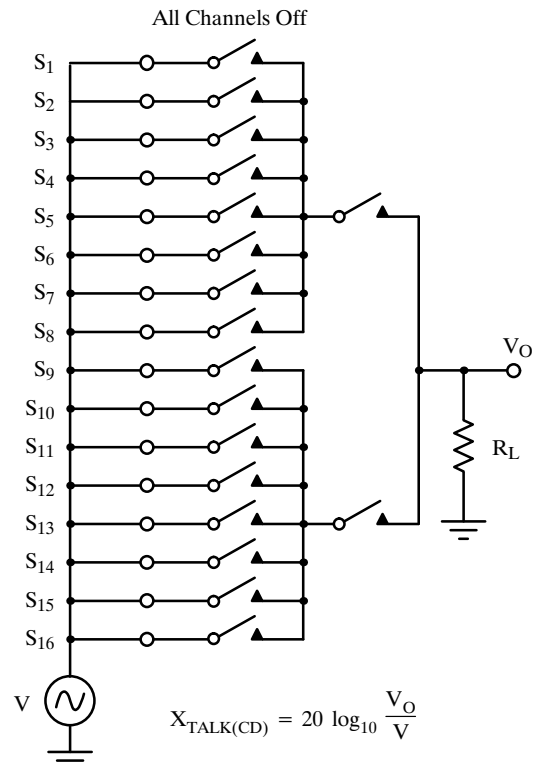 All Channels Off
S1
S2
S3
S4
S5
S6
S7
S8
S9
VO
S10
S11
RL
S12
S13
S14
S15
S16
V
XTALK(CD) = 20 log10 VO/V